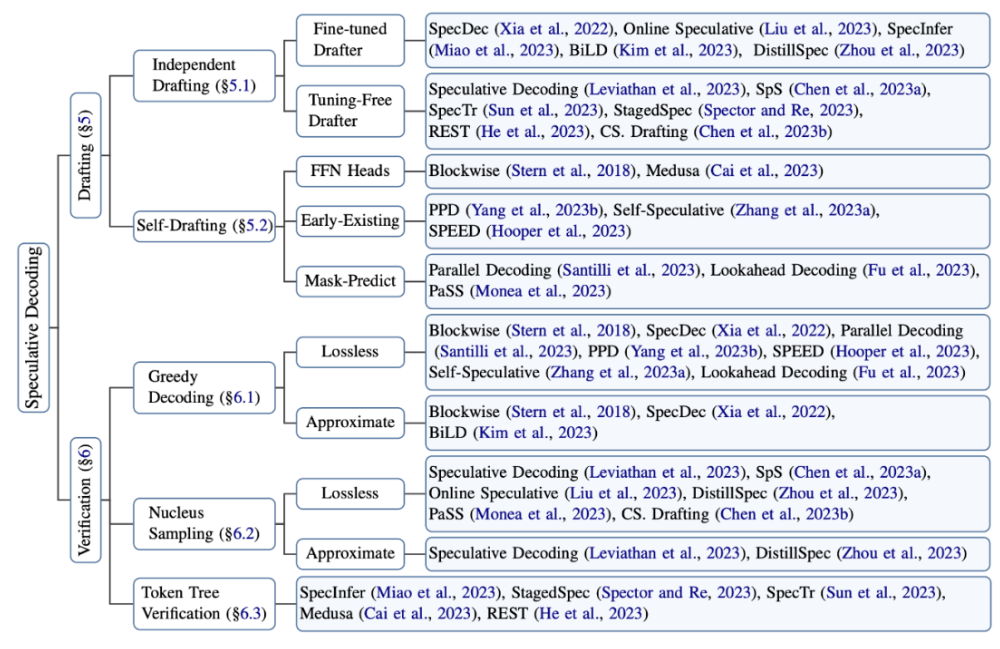 Speculative Decoding
Drafting (§5)
Independent
Drafting (§5.1)
Fine-tuned
Drafter
SpecDec (Xia et al., 2022), Online Speculative (Liu et al., 2023), SpecInfer
(Miao et al., 2023), BiLD (Kim et al., 2023), DistillSpec (Zhou et al., 2023)
Tuning-Free
Drafter
Speculative Decoding (Leviathan et al., 2023), SpS (Chen et al., 2023a),
SpecTr (Sun et al., 2023), StagedSpec (Spector and Re, 2023),
REST (He et al., 2023), CS. Drafting (Chen et al., 2023b)
Self-Drafting (§5.2)
FFN Heads
Blockwise (Stern et al., 2018), Medusa (Cai et al., 2023)
Early-Existing
PPD (Yang et al., 2023b), Self-Speculative (Zhang et al., 2023a),
SPEED (Hooper et al., 2023)
Mask-Predict
Parallel Decoding (Santilli et al., 2023), Lookahead Decoding (Fu et al., 2023),
PaSS (Monea et al., 2023)
Verification (§6)
Greedy
Decoding (§6.1)
Lossless
Blockwise (Stern et al., 2018), SpecDec (Xia et al., 2022), Parallel Decoding
(Santilli et al., 2023), PPD (Yang et al., 2023b), SPEED (Hooper et al., 2023),
Self-Speculative (Zhang et al., 2023a), Lookahead Decoding (Fu et al., 2023)
Approximate
Blockwise (Stern et al., 2018), SpecDec (Xia et al., 2022),
BiLD (Kim et al., 2023)
Nucleus
Sampling (§6.2)
Lossless
Speculative Decoding (Leviathan et al., 2023), SpS (Chen et al., 2023a),
Online Speculative (Liu et al., 2023), DistillSpec (Zhou et al., 2023),
PaSS (Monea et al., 2023), CS. Drafting (Chen et al., 2023b)
Approximate
Speculative Decoding (Leviathan et al., 2023), DistillSpec (Zhou et al., 2023)
Token Tree
Verification (§6.3)
SpecInfer (Miao et al., 2023), StagedSpec (Spector and Re, 2023), SpecTr (Sun et al., 2023),
Medusa (Cai et al., 2023), REST (He et al., 2023)